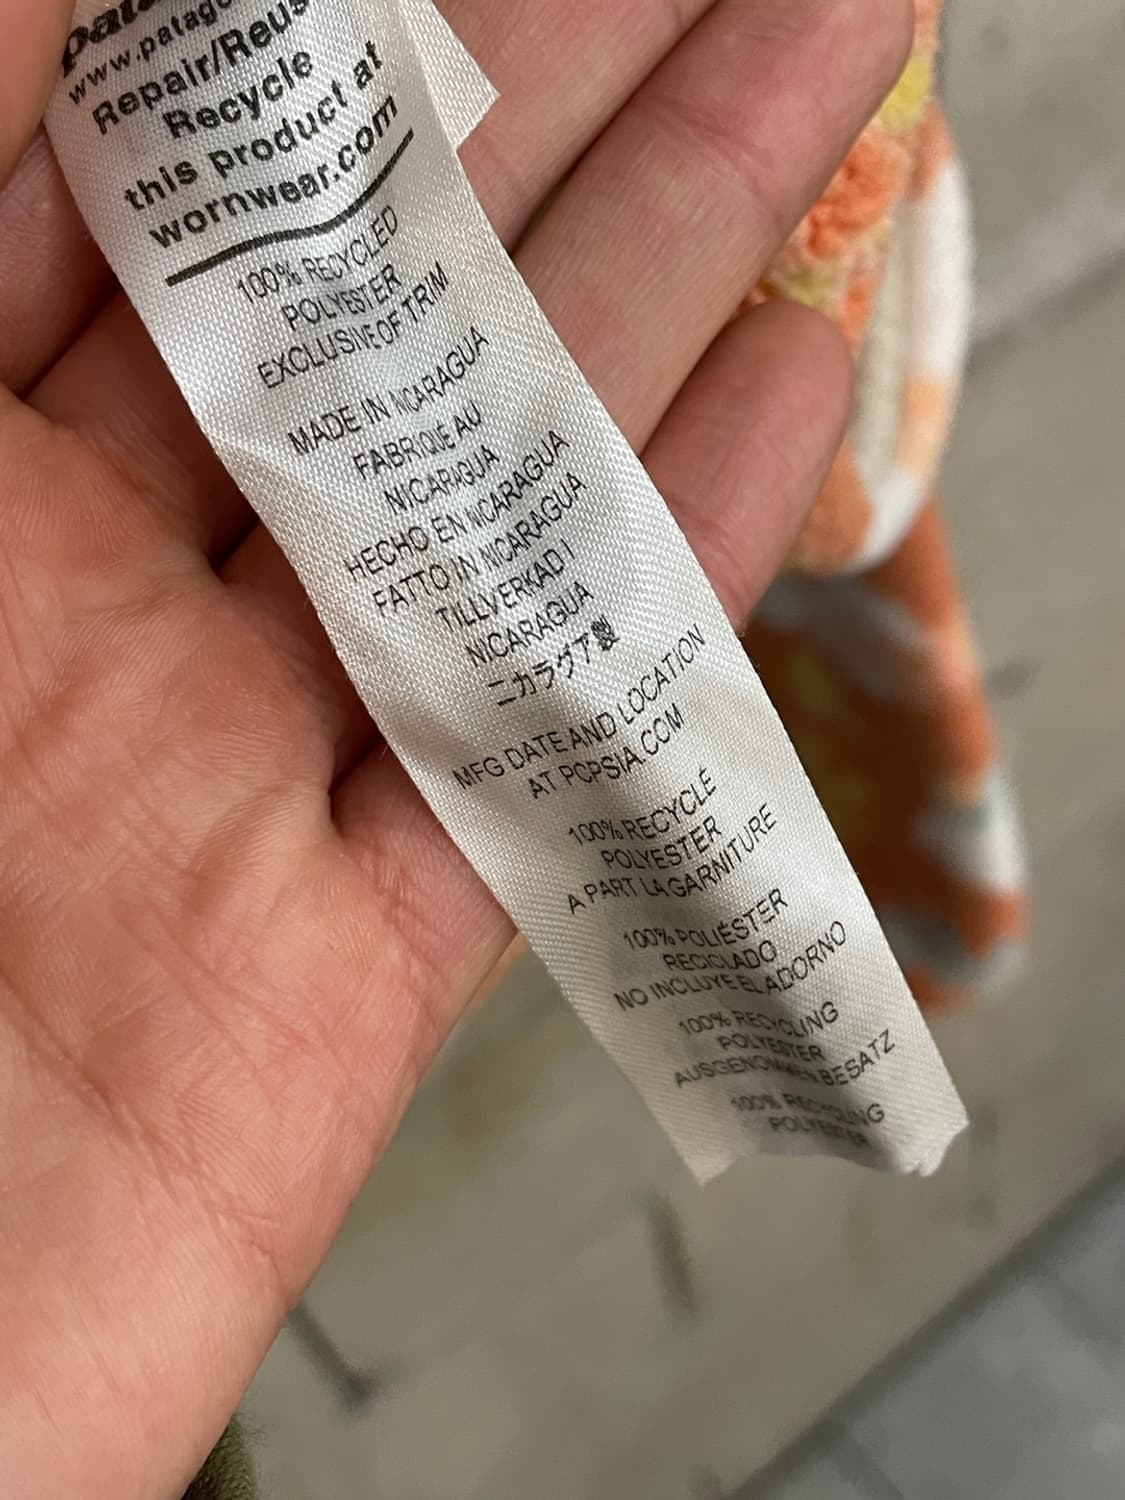 www.patago
Repair/Reus
Recycle
this product at
wornwear.com
100% RECYCLED
POLYESTER
EXCLUSIVE OF TRIM
MADE IN NICARAGUA
FABRIQUÉ AU
NICARAGUA
HECHO EN NICARAGUA
FATTO IN NICARAGUA
TILLVERKAD I
NICARAGUA
ニカラグア製
MFG DATE AND LOCATION
AT PCPSIA.COM
100% RECYCLÉ
POLYESTER
A PART LA GARNITURE
100% POLIÉSTER
RECICLADO
NO INCLUYE EL ADORNO
100% RECYCLING
POLYESTER
AUSGENOMMEN BESATZ
100% RECYCLING
POLYESTER